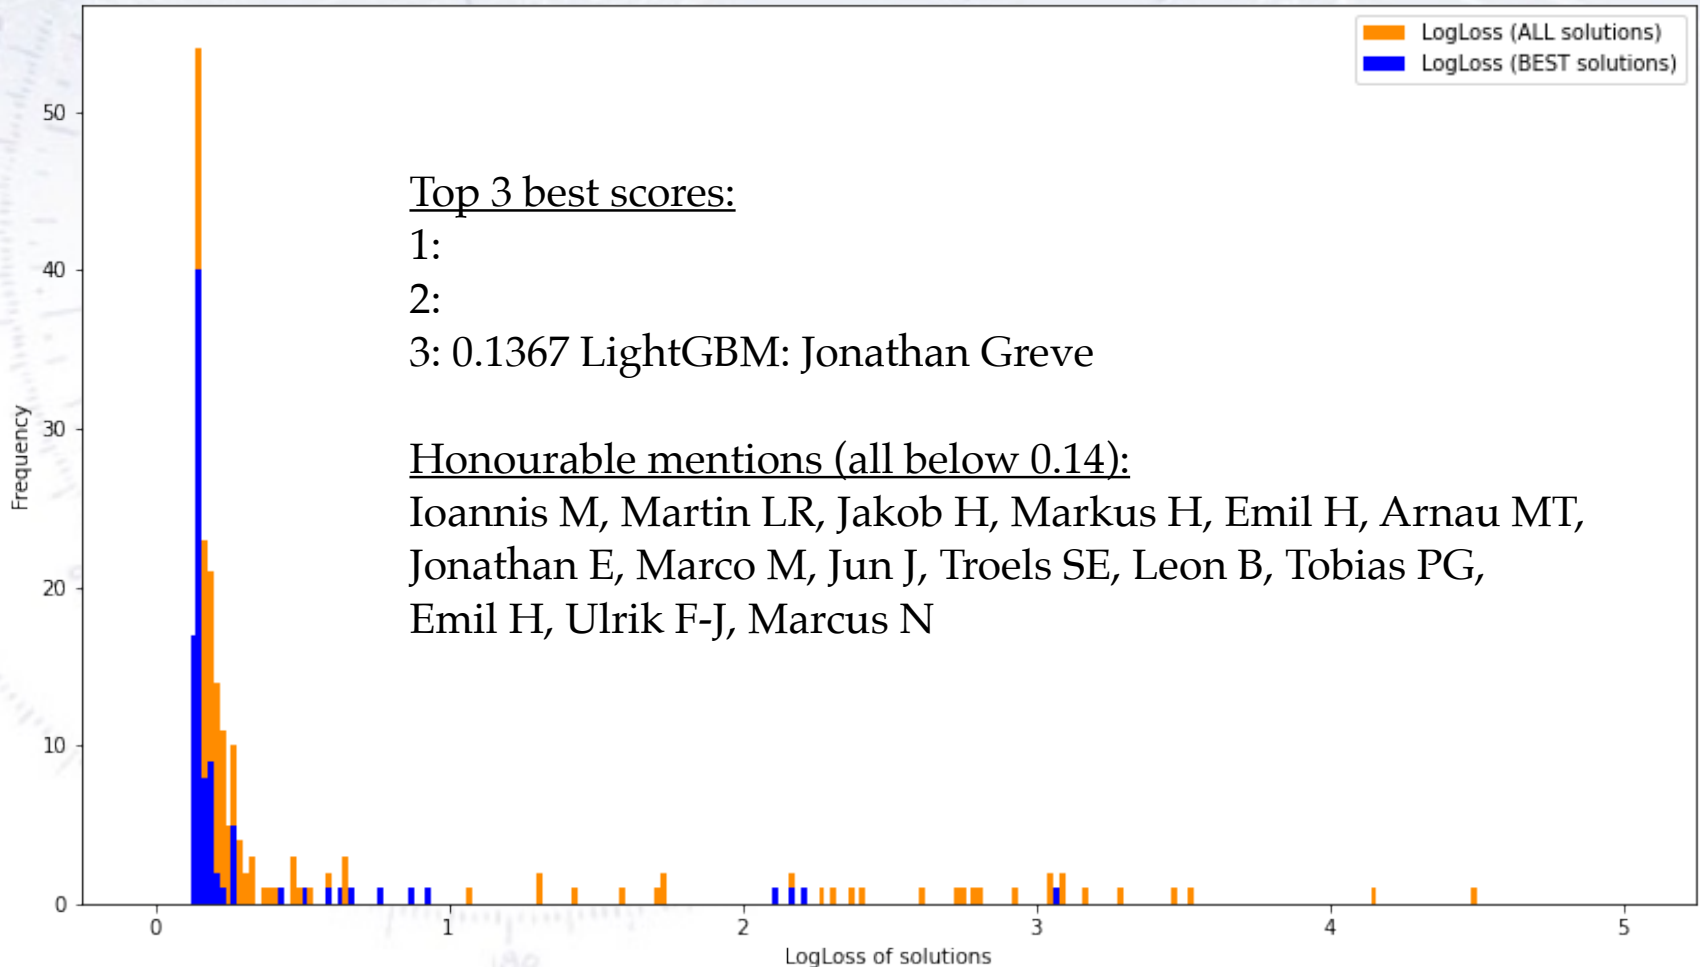 LogLoss (ALL solutions)
LogLoss (BEST solutions)
Top 3 best scores:
1:
2:
3: 0.1367 LightGBM: Jonathan Greve
Honourable mentions (all below 0.14):
Ioannis M, Martin LR, Jakob H, Markus H, Emil H, Arnau MT,
Jonathan E, Marco M, Jun J, Troels SE, Leon B, Tobias PG,
Emil H, Ulrik F-J, Marcus N
Frequency
50
40
30
20
10
0
0 1 2 3 4 5
LogLoss of solutions